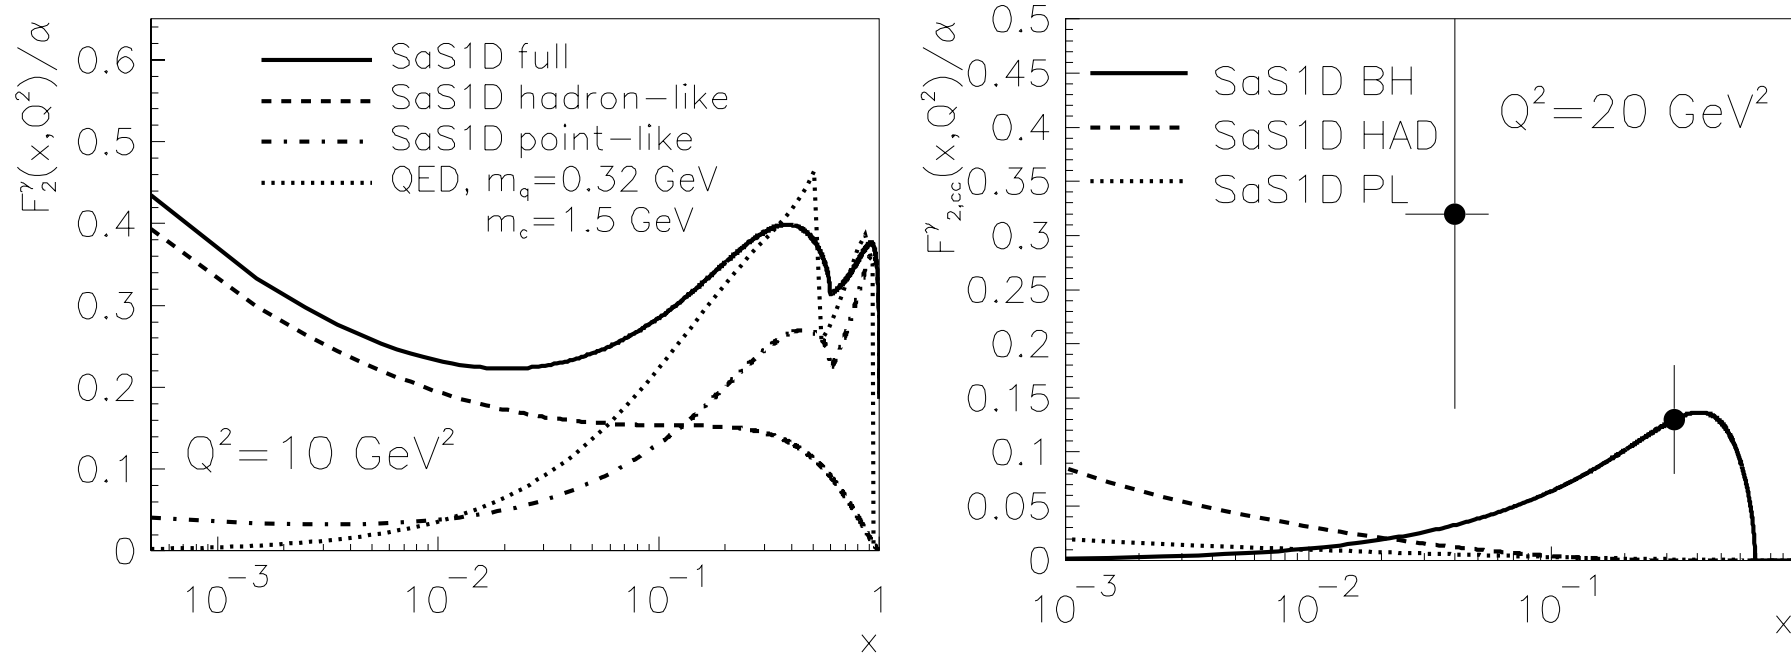 F₂ᵞ(x,Q²)/α
0.6
0.5
0.4
0.3
0.2
0.1
0
SaS1D full
SaS1D hadron-like
SaS1D point-like
QED, m_q=0.32 GeV
m_c=1.5 GeV
Q²=10 GeV²
10⁻³
10⁻²
10⁻¹
1
x
Fᵞ_2,cc(x,Q²)/α
0.5
0.45
0.4
0.35
0.3
0.25
0.2
0.15
0.1
0.05
0
SaS1D BH
SaS1D HAD
SaS1D PL
Q²=20 GeV²
10⁻³
10⁻²
10⁻¹
x